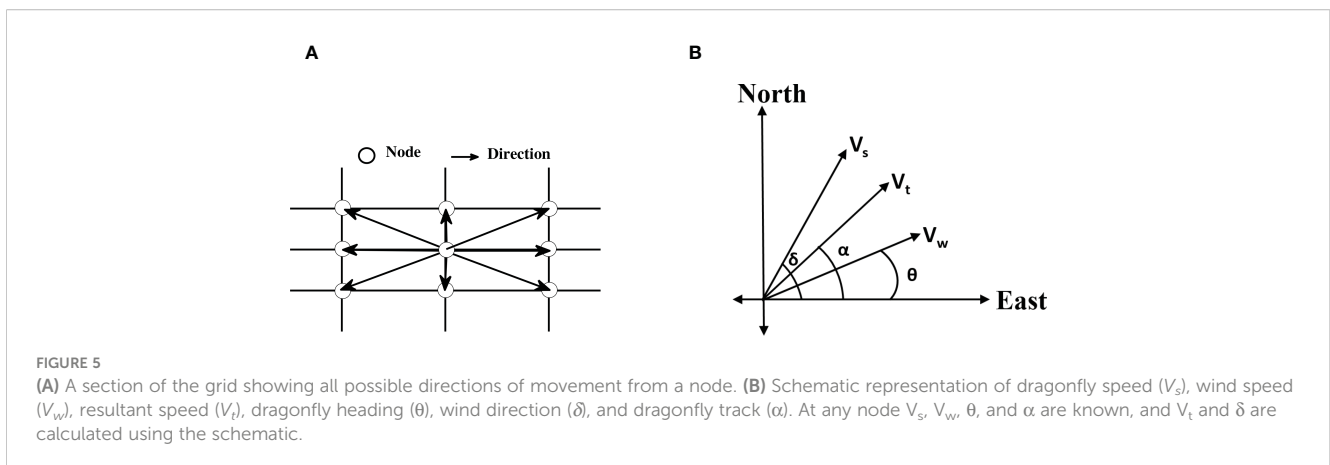 A
B
Node
Direction
North
Vs
Vt
Vw
δ
α
θ
East
FIGURE 5
(A) A section of the grid showing all possible directions of movement from a node. (B) Schematic representation of dragonfly speed (Vs), wind speed
(Vw), resultant speed (Vt), dragonfly heading (θ), wind direction (δ), and dragonfly track (α). At any node Vs, Vw, θ, and α are known, and Vt and δ are
calculated using the schematic.